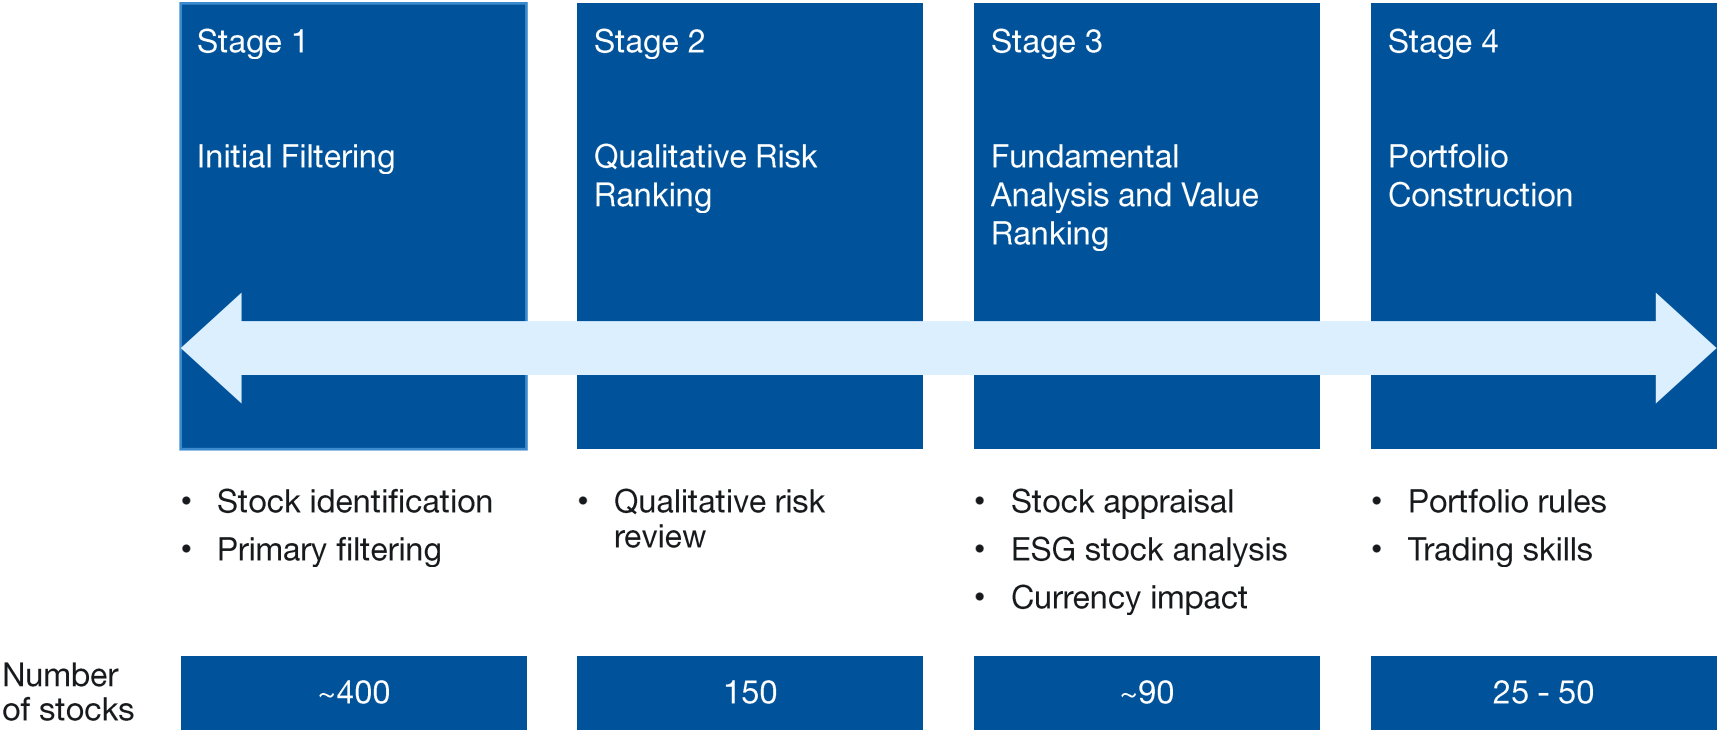 Stage 1
Initial Filtering
Stage 2
Qualitative Risk
Ranking
Stage 3
Fundamental
Analysis and Value
Ranking
Stage 4
Portfolio
Construction
• Stock identification
• Primary filtering
• Qualitative risk
review
• Stock appraisal
• ESG stock analysis
• Currency impact
• Portfolio rules
• Trading skills
Number
of stocks
~400
150
~90
25 - 50